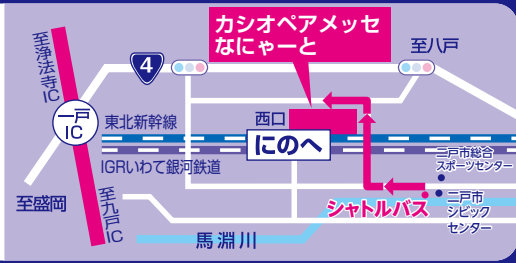 カシオペアメッセ
なにゃーと
至八戸
至浄法寺IC
4
一戸
IC
東北新幹線
西口
にのへ
IGRいわて銀河鉄道
二戸市総合
スポーツセンター
至盛岡
至九戸IC
シャトルバス
二戸市
シビック
センター
馬淵川